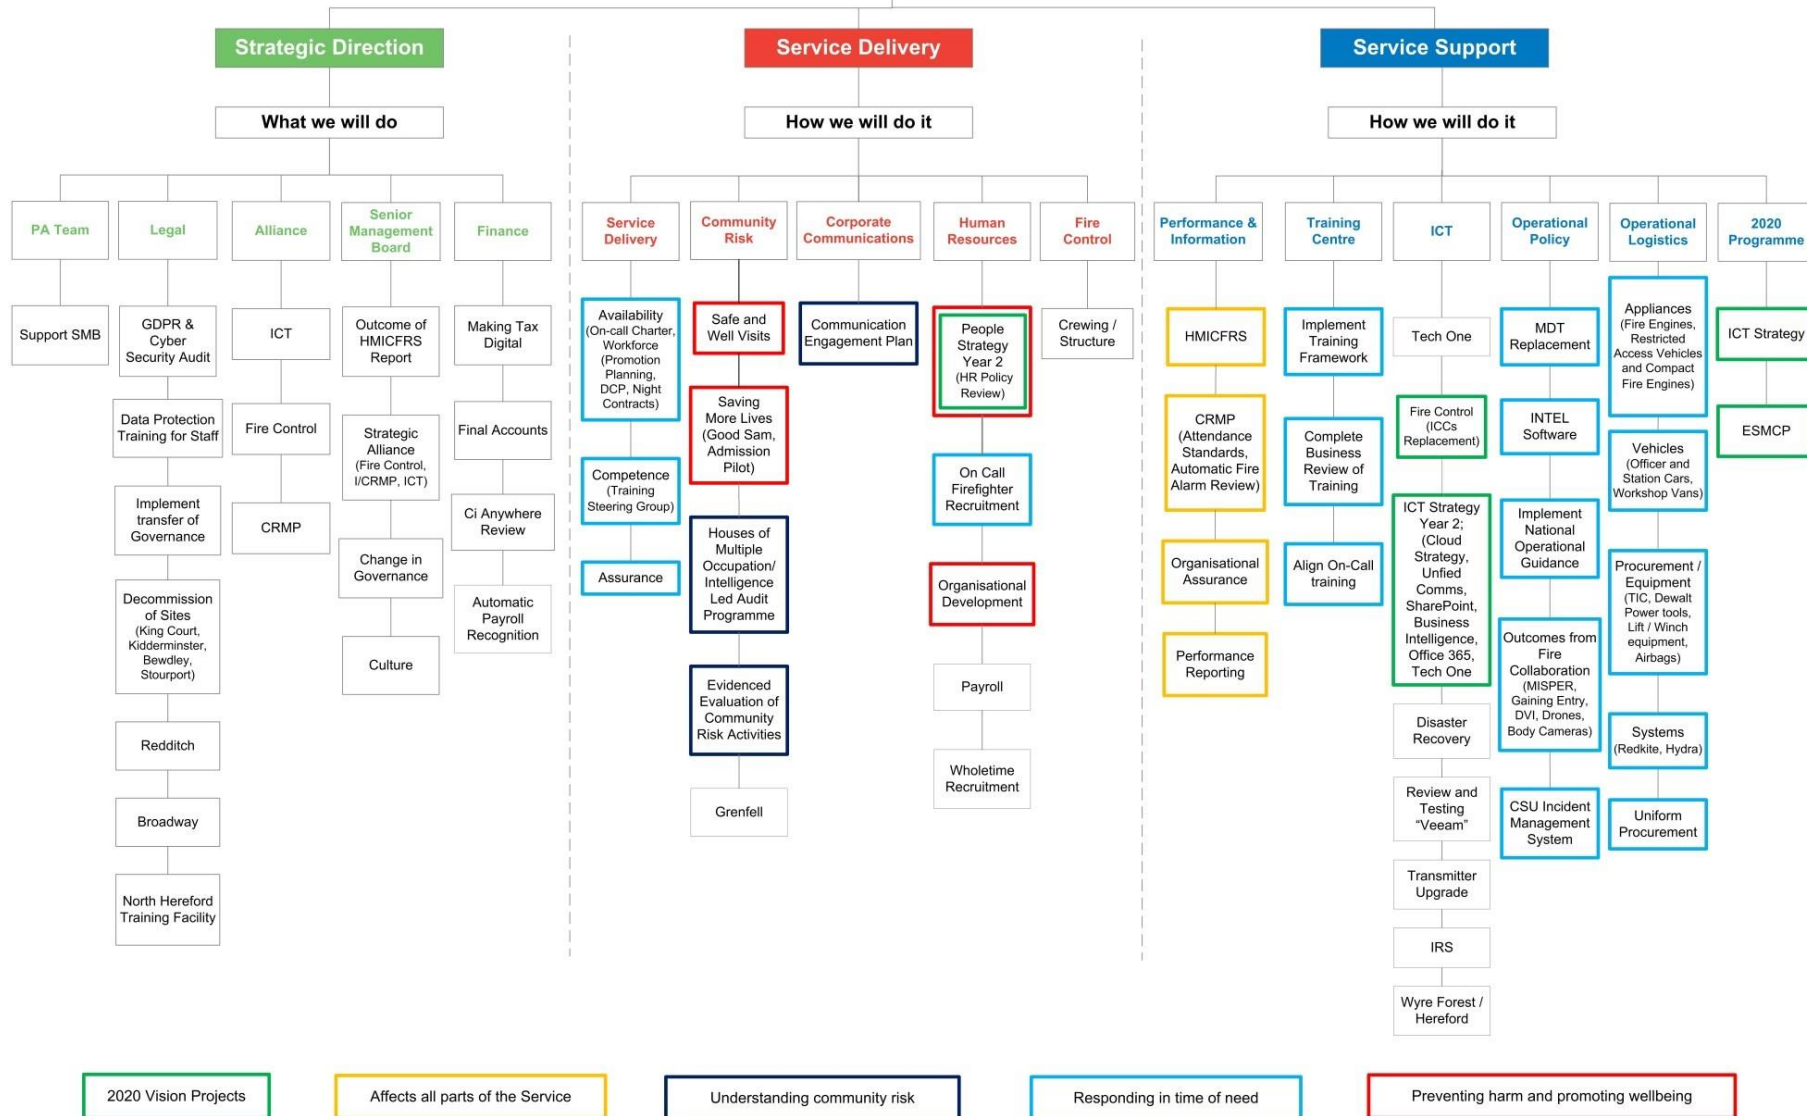 Strategic Direction
What we will do
PA Team
Support SMB
Legal
GDPR &
Cyber
Security Audit
Data Protection
Training for Staff
Implement
transfer of
Governance
Decommission
of Sites
(King Court,
Kidderminster,
Bewdley,
Stourport)
Redditch
Broadway
North Hereford
Training Facility
Alliance
ICT
Fire Control
CRMP
Senior
Management
Board
Outcome of
HMICFRS
Report
Strategic
Alliance
(Fire Control,
I/CRMP, ICT)
Change in
Governance
Culture
Finance
Making Tax
Digital
Final Accounts
Ci Anywhere
Review
Automatic
Payroll
Recognition
Service Delivery
How we will do it
Service
Delivery
Availability
(On-call Charter,
Workforce
(Promotion
Planning,
DCP, Night
Contracts)
Competence
(Training
Steering Group)
Assurance
Community
Risk
Safe and
Well Visits
Saving
More Lives
(Good Sam,
Admission
Pilot)
Houses of
Multiple
Occupation/
Intelligence
Led Audit
Programme
Evidenced
Evaluation of
Community
Risk Activities
Grenfell
Corporate
Communications
Communication
Engagement Plan
Human
Resources
People
Strategy
Year 2
(HR Policy
Review)
On Call
Firefighter
Recruitment
Organisational
Development
Payroll
Wholetime
Recruitment
Fire
Control
Crewing /
Structure
Service Support
How we will do it
Performance &
Information
HMICFRS
CRMP
(Attendance
Standards,
Automatic Fire
Alarm Review)
Organisational
Assurance
Performance
Reporting
Training
Centre
Implement
Training
Framework
Complete
Business
Review of
Training
Align On-Call
training
ICT
Tech One
Fire Control
(ICCs
Replacement)
ICT Strategy
Year 2;
(Cloud
Strategy,
Unfied
Comms,
SharePoint,
Business
Intelligence,
Office 365,
Tech One
Disaster
Recovery
Review and
Testing
“Veeam”
Transmitter
Upgrade
IRS
Wyre Forest /
Hereford
Operational
Policy
MDT
Replacement
INTEL
Software
Implement
National
Operational
Guidance
Outcomes from
Fire
Collaboration
(MISPER,
Gaining Entry,
DVI, Drones,
Body Cameras)
CSU Incident
Management
System
Operational
Logistics
Appliances
(Fire Engines,
Restricted
Access Vehicles
and Compact
Fire Engines)
Vehicles
(Officer and
Station Cars,
Workshop Vans)
Procurement /
Equipment
(TIC, Dewalt
Power tools,
Lift / Winch
equipment,
Airbags)
Systems
(Redkite, Hydra)
Uniform
Procurement
2020
Programme
ICT Strategy
ESMCP
2020 Vision Projects
Affects all parts of the Service
Understanding community risk
Responding in time of need
Preventing harm and promoting wellbeing